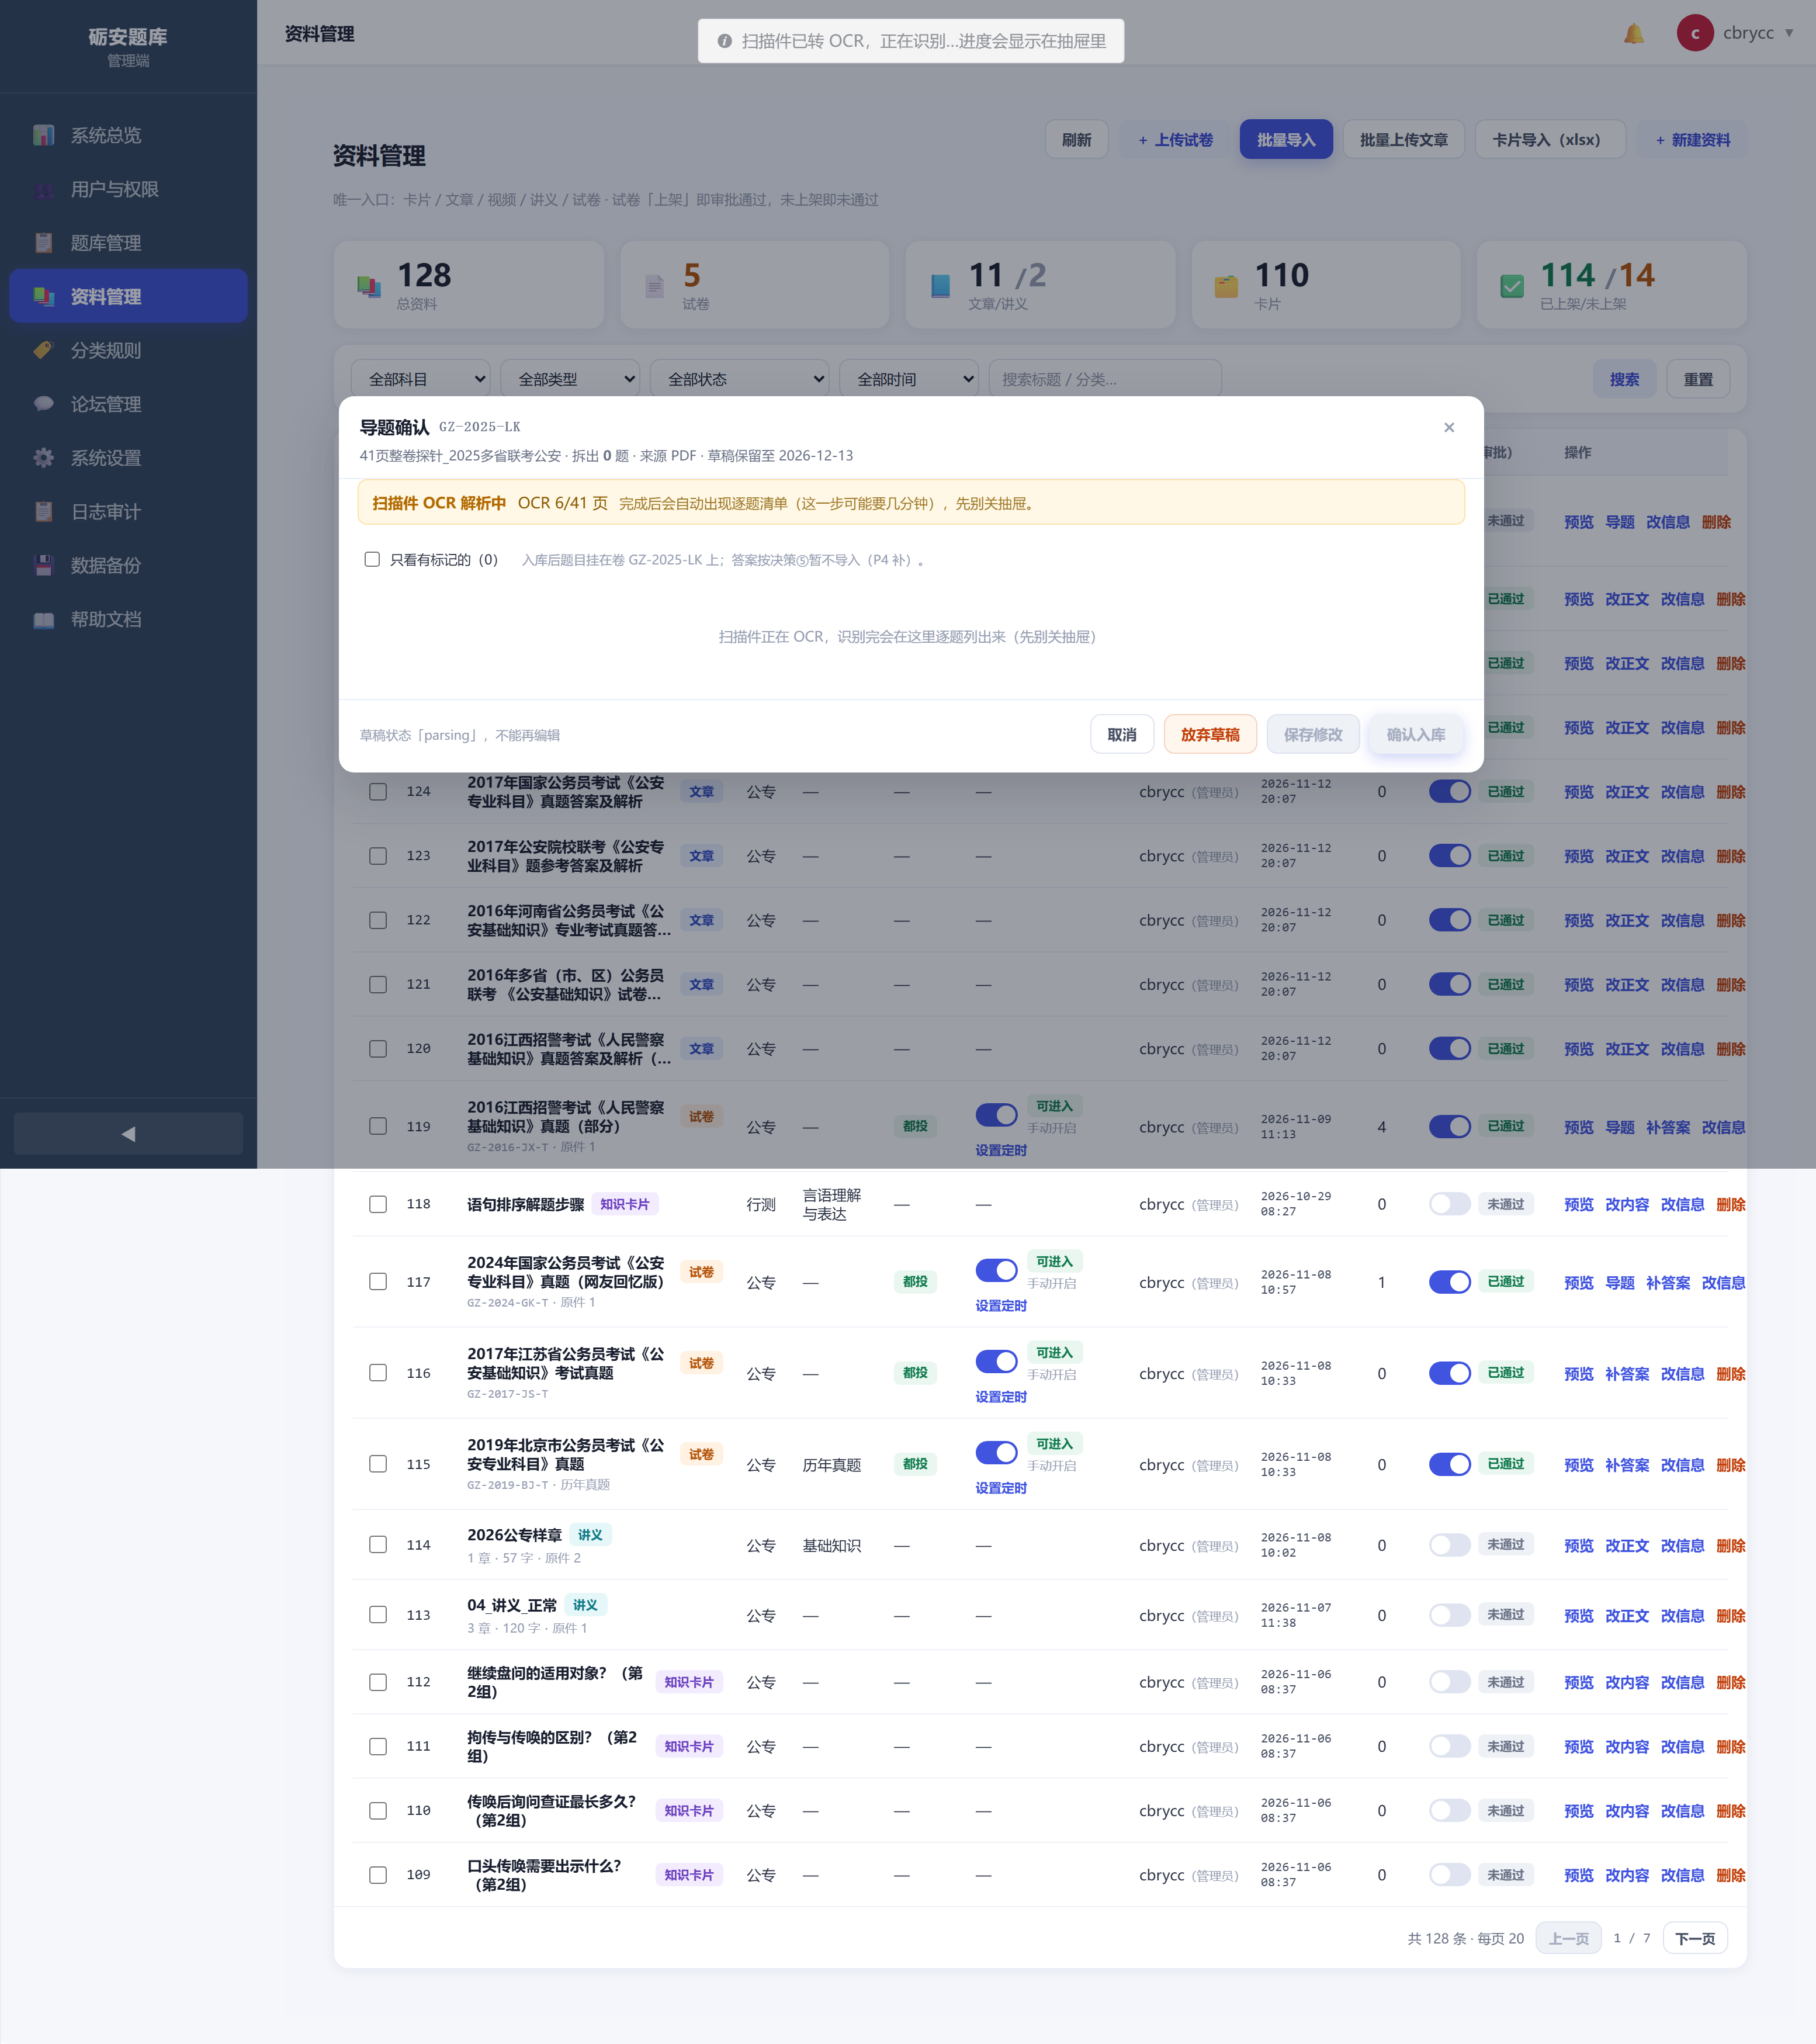 砺安题库
管理端
系统总览
用户与权限
题库管理
资料管理
分类规则
论坛管理
系统设置
日志审计
数据备份
帮助文档
◀
资料管理
扫描件已转 OCR，正在识别…进度会显示在抽屉里
c cbrycc ▼
资料管理
刷新 + 上传试卷 批量导入 批量上传文章 卡片导入（xlsx） + 新建资料
唯一入口：卡片 / 文章 / 视频 / 讲义 / 试卷 · 试卷「上架」即审批通过，未上架即未通过
128
总资料
5
试卷
11 /2
文章/讲义
110
卡片
114 /14
已上架/未上架
全部科目 全部类型 全部状态 全部时间 搜索标题 / 分类… 搜索 重置
审批） 操作
导题确认 GZ-2025-LK ×
41页整卷探针_2025多省联考公安 · 拆出 0 题 · 来源 PDF · 草稿保留至 2026-12-13
扫描件 OCR 解析中 OCR 6/41 页 完成后会自动出现逐题清单（这一步可能要几分钟），先别关抽屉。
只看有标记的（0） 入库后题目挂在卷 GZ-2025-LK 上；答案按决策⑤暂不导入（P4 补）。
扫描件正在 OCR，识别完会在这里逐题列出来（先别关抽屉）
草稿状态「parsing」，不能再编辑 取消 放弃草稿 保存修改 确认入库
未通过 预览 导题 改信息 删除
已通过 预览 改正文 改信息 删除
已通过 预览 改正文 改信息 删除
已通过 预览 改正文 改信息 删除
124 2017年国家公务员考试《公安 文章 公专 — — — cbrycc（管理员） 2026-11-12 0 已通过 预览 改正文 改信息 删除
专业科目》真题答案及解析 20:07
123 2017年公安院校联考《公安专 文章 公专 — — — cbrycc（管理员） 2026-11-12 0 已通过 预览 改正文 改信息 删除
业科目》题参考答案及解析 20:07
122 2016年河南省公务员考试《公 文章 公专 — — — cbrycc（管理员） 2026-11-12 0 已通过 预览 改正文 改信息 删除
安基础知识》专业考试真题答… 20:07
121 2016年多省（市、区）公务员 文章 公专 — — — cbrycc（管理员） 2026-11-12 0 已通过 预览 改正文 改信息 删除
联考 《公安基础知识》试卷… 20:07
120 2016江西招警考试《人民警察 文章 公专 — — — cbrycc（管理员） 2026-11-12 0 已通过 预览 改正文 改信息 删除
基础知识》真题答案及解析（… 20:07
119 2016江西招警考试《人民警察 试卷 公专 — 都投 可进入 cbrycc（管理员） 2026-11-09 4 已通过 预览 导题 补答案 改信息
基础知识》真题（部分） 手动开启 11:13
GZ-2016-JX-T · 原件 1 设置定时
118 语句排序解题步骤 知识卡片 行测 言语理解 — — cbrycc（管理员） 2026-10-29 0 未通过 预览 改内容 改信息 删除
与表达 08:27
117 2024年国家公务员考试《公安 试卷 公专 — 都投 可进入 cbrycc（管理员） 2026-11-08 1 已通过 预览 导题 补答案 改信息
专业科目》真题（网友回忆版） 手动开启 10:57
GZ-2024-GK-T · 原件 1 设置定时
116 2017年江苏省公务员考试《公 试卷 公专 — 都投 可进入 cbrycc（管理员） 2026-11-08 0 已通过 预览 补答案 改信息 删除
安基础知识》考试真题 手动开启 10:33
GZ-2017-JS-T 设置定时
115 2019年北京市公务员考试《公 试卷 公专 历年真题 都投 可进入 cbrycc（管理员） 2026-11-08 0 已通过 预览 补答案 改信息 删除
安专业科目》真题 手动开启 10:33
GZ-2019-BJ-T · 历年真题 设置定时
114 2026公专样章 讲义 公专 基础知识 — — cbrycc（管理员） 2026-11-08 0 未通过 预览 改正文 改信息 删除
1 章 · 57 字 · 原件 2 10:02
113 04_讲义_正常 讲义 公专 — — — cbrycc（管理员） 2026-11-07 0 未通过 预览 改正文 改信息 删除
3 章 · 120 字 · 原件 1 11:38
112 继续盘问的适用对象？（第 知识卡片 公专 — — — cbrycc（管理员） 2026-11-06 0 未通过 预览 改内容 改信息 删除
2组） 08:37
111 拘传与传唤的区别？（第2 知识卡片 公专 — — — cbrycc（管理员） 2026-11-06 0 未通过 预览 改内容 改信息 删除
组） 08:37
110 传唤后询问查证最长多久？ 知识卡片 公专 — — — cbrycc（管理员） 2026-11-06 0 未通过 预览 改内容 改信息 删除
（第2组） 08:37
109 口头传唤需要出示什么？ 知识卡片 公专 — — — cbrycc（管理员） 2026-11-06 0 未通过 预览 改内容 改信息 删除
（第2组） 08:37
共 128 条 · 每页 20 上一页 1 / 7 下一页